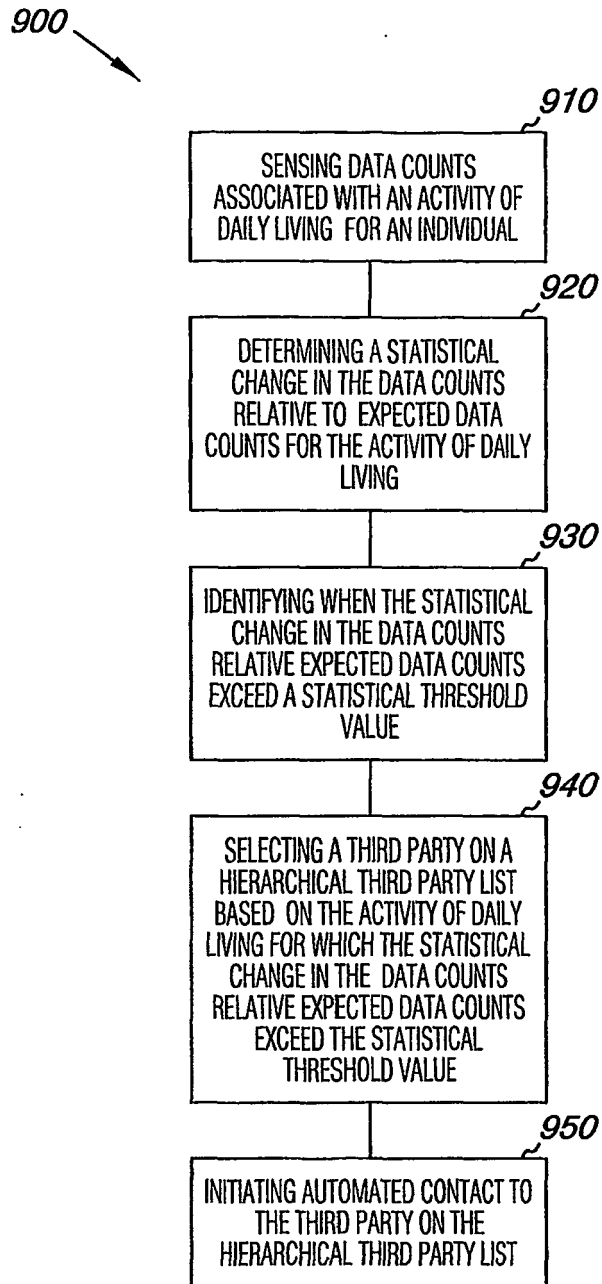 900
910
SENSING DATA COUNTS
ASSOCIATED WITH AN ACTIVITY OF
DAILY LIVING FOR AN INDIVIDUAL
920
DETERMINING A STATISTICAL
CHANGE IN THE DATA COUNTS
RELATIVE TO EXPECTED DATA
COUNTS FOR THE ACTIVITY OF DAILY
LIVING
930
IDENTIFYING WHEN THE STATISTICAL
CHANGE IN THE DATA COUNTS
RELATIVE EXPECTED DATA COUNTS
EXCEED A STATISTICAL THRESHOLD
VALUE
940
SELECTING A THIRD PARTY ON A
HIERARCHICAL THIRD PARTY LIST
BASED ON THE ACTIVITY OF DAILY
LIVING FOR WHICH THE STATISTICAL
CHANGE IN THE DATA COUNTS
RELATIVE EXPECTED DATA COUNTS
EXCEED THE STATISTICAL
THRESHOLD VALUE
950
INITIATING AUTOMATED CONTACT TO
THE THIRD PARTY ON THE
HIERARCHICAL THIRD PARTY LIST